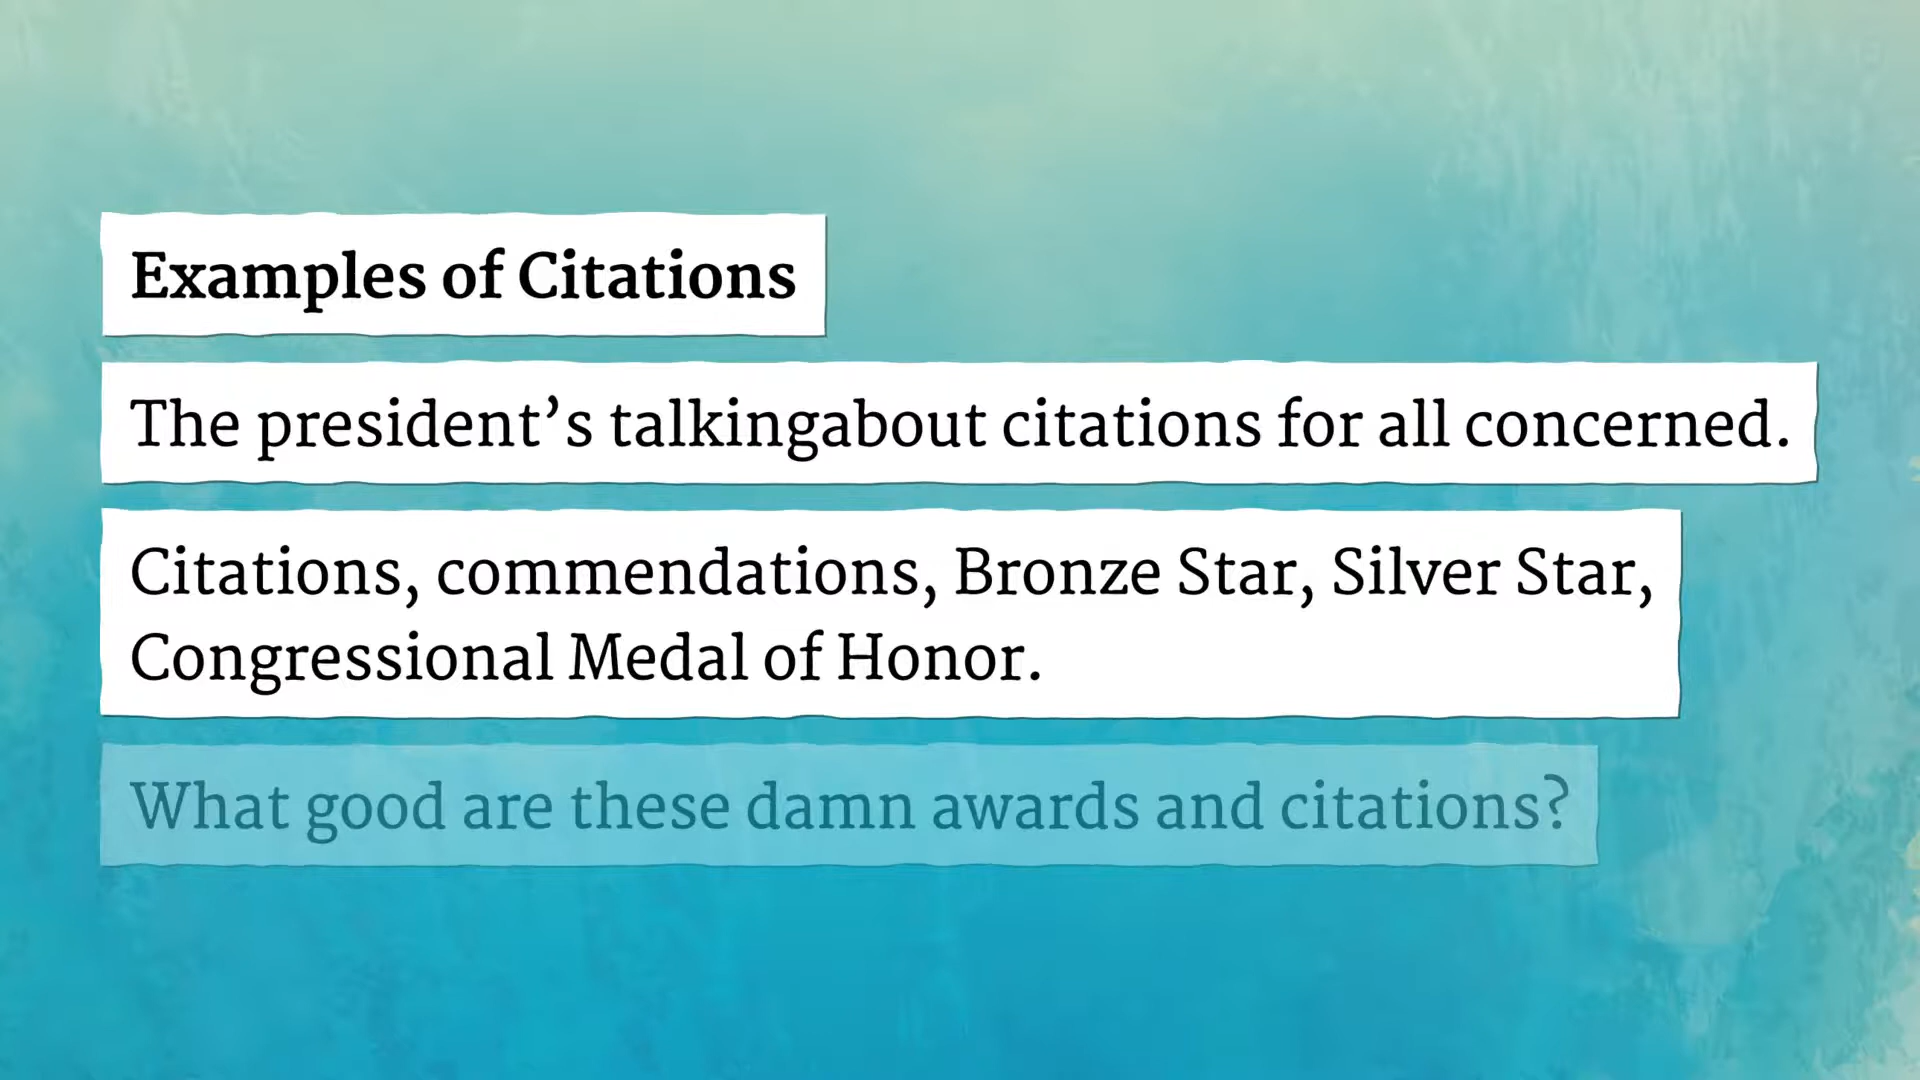 Examples of Citations
The president’s talkingabout citations for all concerned.
Citations, commendations, Bronze Star, Silver Star,
Congressional Medal of Honor.
What good are these damn awards and citations?